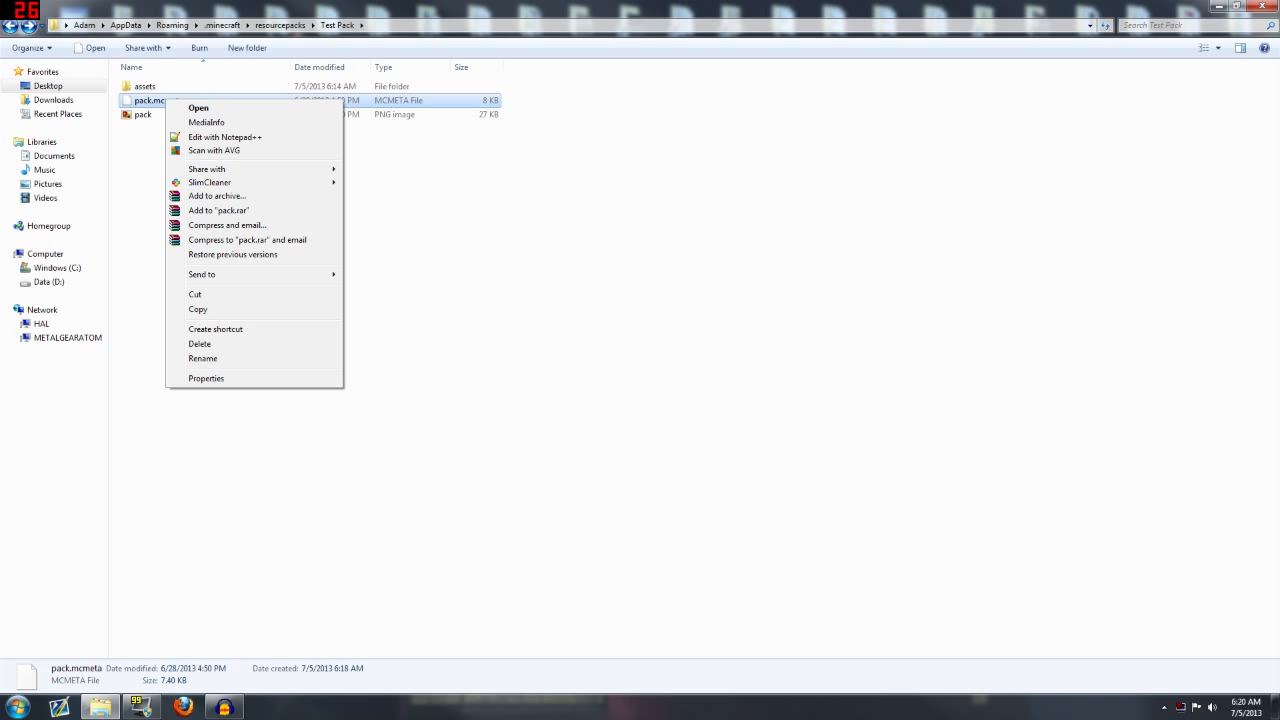 26
Adam ▸ AppData ▸ Roaming ▸ .minecraft ▸ resourcepacks ▸ Test Pack ▸
Search Test Pack
Organize Open Share with Burn New folder
Name Date modified Type Size
Favorites
Desktop
Downloads
Recent Places
Libraries
Documents
Music
Pictures
Videos
Homegroup
Computer
Windows (C:)
Data (D:)
Network
HAL
METALGEARATOM
assets 7/5/2013 6:14 AM File folder
pack.mc PM MCMETA File 8 KB
pack PM PNG image 27 KB
Open
MediaInfo
Edit with Notepad++
Scan with AVG
Share with
SlimCleaner
Add to archive...
Add to "pack.rar"
Compress and email...
Compress to "pack.rar" and email
Restore previous versions
Send to
Cut
Copy
Create shortcut
Delete
Rename
Properties
pack.mcmeta Date modified: 6/28/2013 4:50 PM Date created: 7/5/2013 6:18 AM
MCMETA File Size: 7.40 KB
99
6:20 AM
7/5/2013